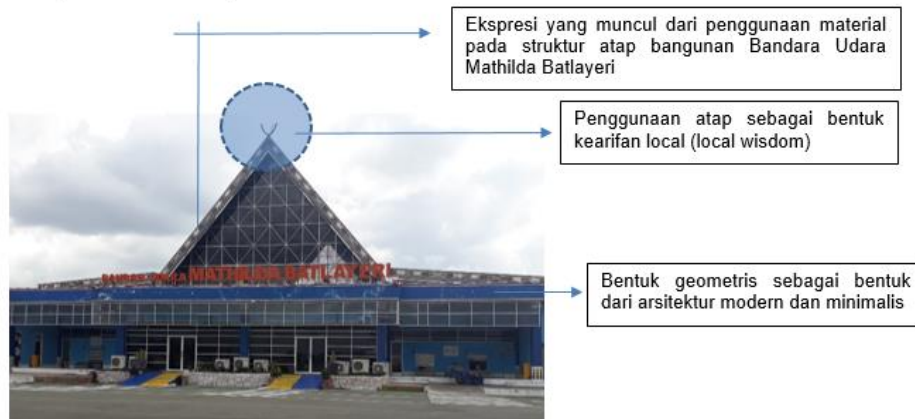 Ekspresi yang muncul dari penggunaan material
pada struktur atap bangunan Bandara Udara
Mathilda Batlayeri
Penggunaan atap sebagai bentuk
kearifan local (local wisdom)
MATHILDA BATLAYERI
Bentuk geometris sebagai bentuk
dari arsitektur modern dan minimalis